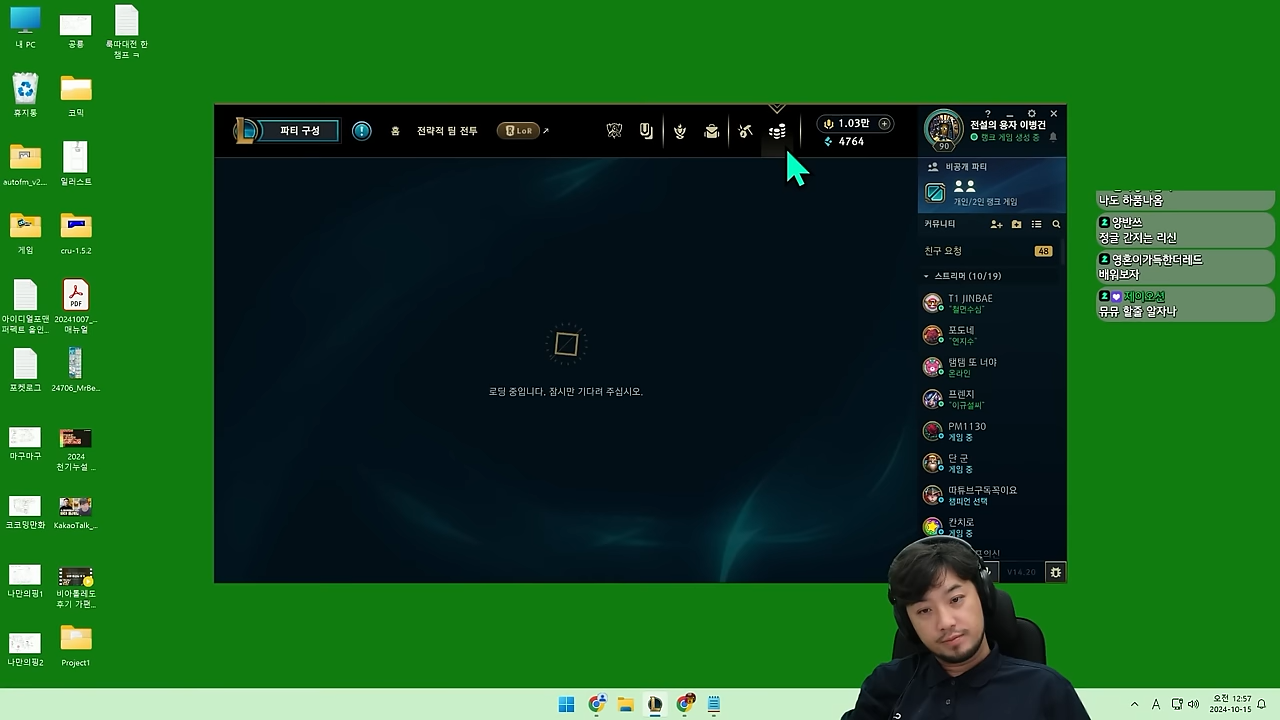 내 PC
공룡
룩따대전 한
챔프 ㅋ
휴지통
코믹
autofm_v2...
일러스트
게임
cru-1.5.2
아이디얼포맨
퍼펙트 올인...
20241007_...
매뉴얼
PDF
포켓로그
24706_MrBe...
마구마구
2024
천기누설 ...
코코잉만화
KakaoTalk_...
나만의핑1
비아톨레도
후기 가편...
나만의핑2
Project1
파티 구성
홈
전략적 팀 전투
LoR
1.03만
4764
전설의 용자 이병건
랭크 게임 생성 중
90
비공개 파티
개인/2인 랭크 게임
커뮤니티
친구 요청
48
스트리머 (10/19)
T1 JINBAE
"철면수심"
포도네
"연지수"
탬탬 또 너야
온라인
프렌지
"이규설씨"
PM1130
게임 중
단 군
게임 중
따튜브구독꼭이요
챔피언 선택
칸치로
게임 중
V14.20
로딩 중입니다. 잠시만 기다려 주십시오.
나도 하품나옴
양반쓰
정글 간지는 리신
영혼이가득한더레드
배워보자
제이오션
뮤뮤 할줄 알자나
A
오전 12:57
2024-10-15